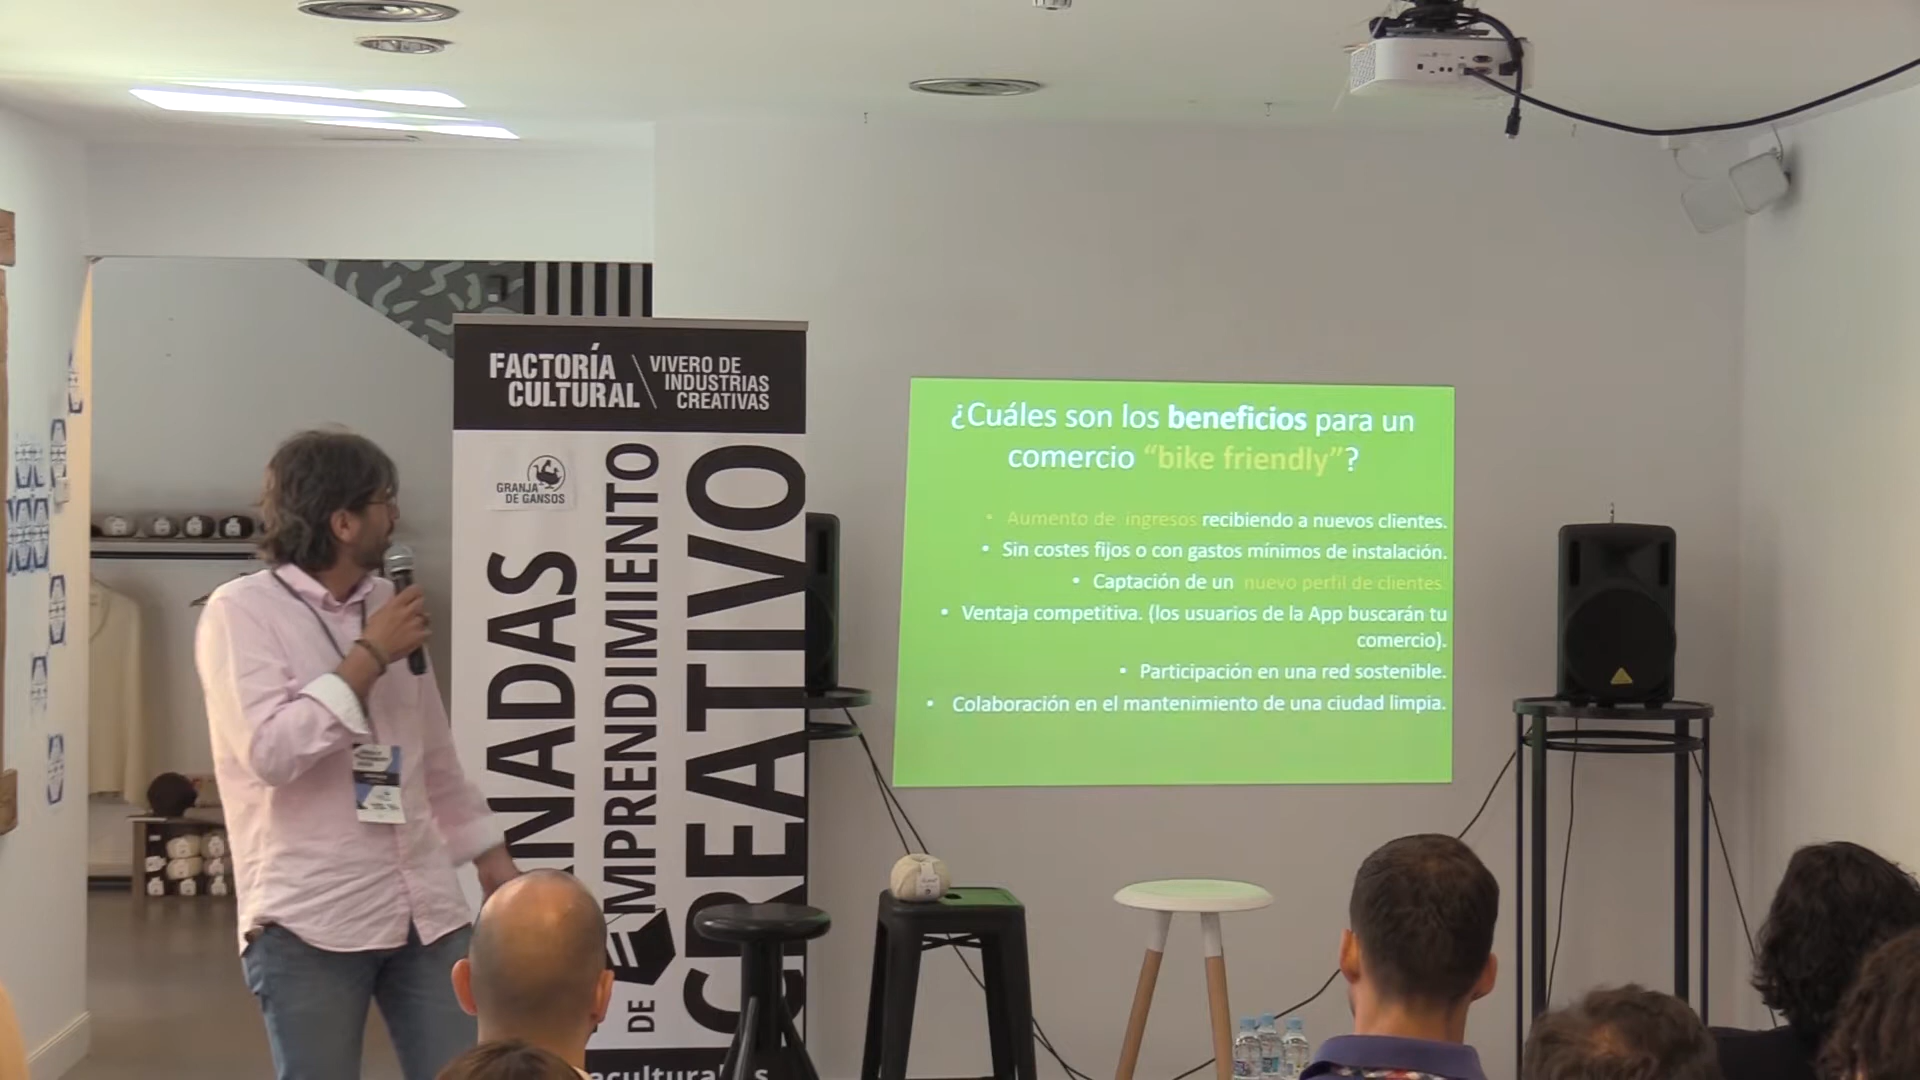 FACTORÍA
CULTURAL
VIVERO DE
INDUSTRIAS
CREATIVAS
GRANJA
DE GANSOS
NADAS
DE EMPRENDIMIENTO
CREATIVO
¿Cuáles son los beneficios para un
comercio “bike friendly”?
• Aumento de ingresos recibiendo a nuevos clientes.
• Sin costes fijos o con gastos mínimos de instalación.
• Captación de un nuevo perfil de clientes.
• Ventaja competitiva. (los usuarios de la App buscarán tu
comercio).
• Participación en una red sostenible.
• Colaboración en el mantenimiento de una ciudad limpia.